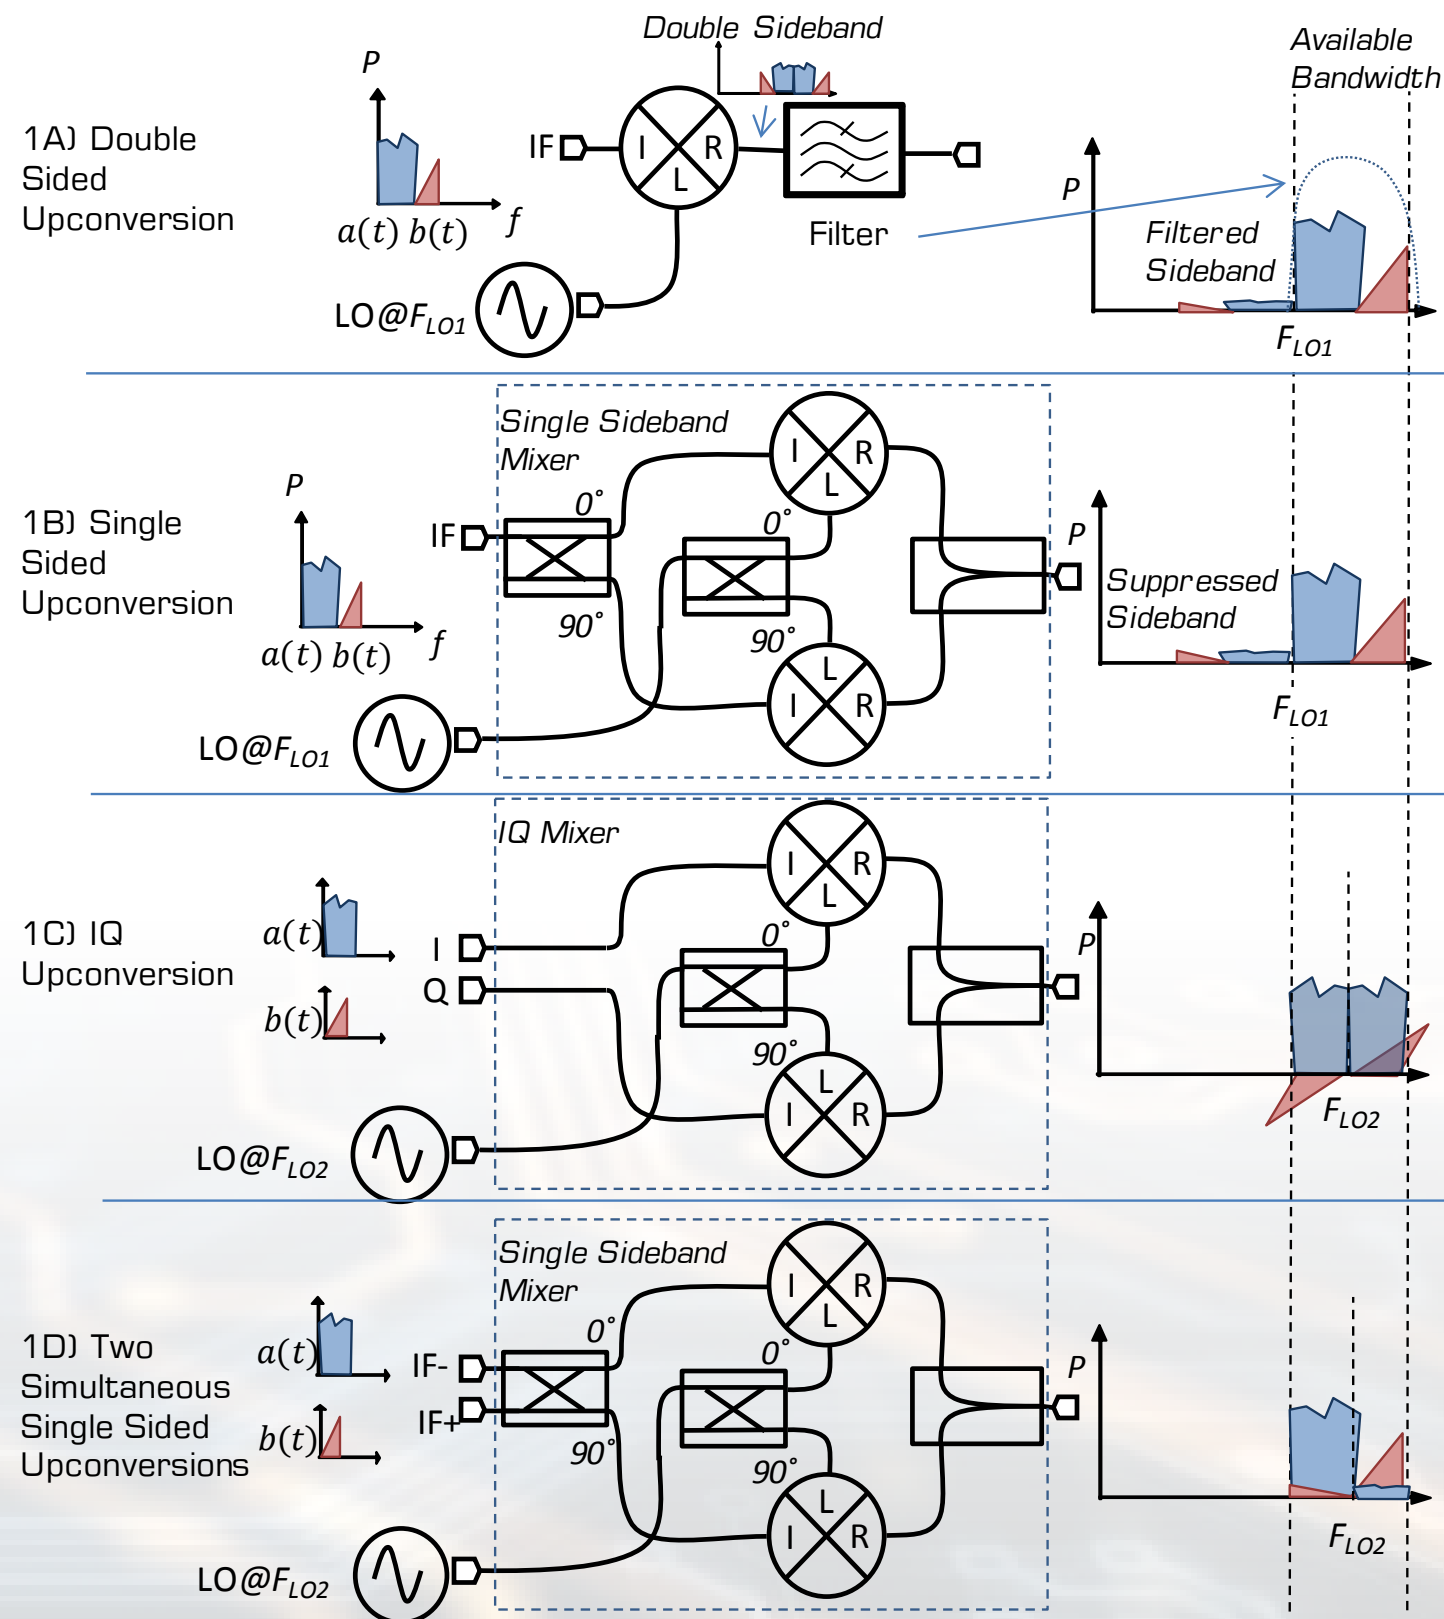 Double Sideband
Available
Bandwidth
P
1A) Double
Sided
Upconversion
IF
I
R
L
a(t) b(t)
f
Filter
P
Filtered
Sideband
LO@F_LO1
F_LO1
Single Sideband
Mixer
I
R
L
P
1B) Single
Sided
Upconversion
0°
IF
0°
P
Suppressed
Sideband
90°
90°
a(t) b(t)
f
L
I
R
F_LO1
LO@F_LO1
IQ Mixer
I
R
L
1C) IQ
Upconversion
a(t)
I
0°
P
Q
b(t)
90°
L
I
R
F_LO2
LO@F_LO2
Single Sideband
Mixer
I
R
L
0°
1D) Two
Simultaneous
Single Sided
Upconversions
a(t)
IF-
0°
P
IF+
b(t)
90°
90°
L
I
R
F_LO2
LO@F_LO2